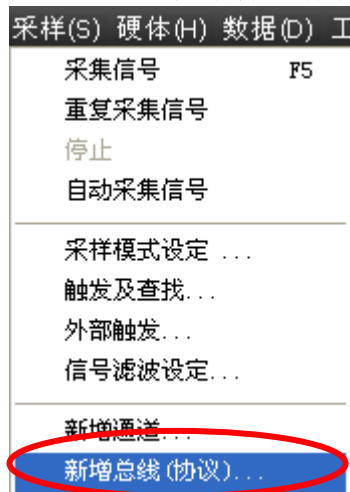 采样(S) 硬体(H) 数据(D) 工
采集信号 F5
重复采集信号
停止
自动采集信号
采样模式设定 ...
触发及查找...
外部触发...
信号滤波设定...
新增通道...
新增总线(协议)...